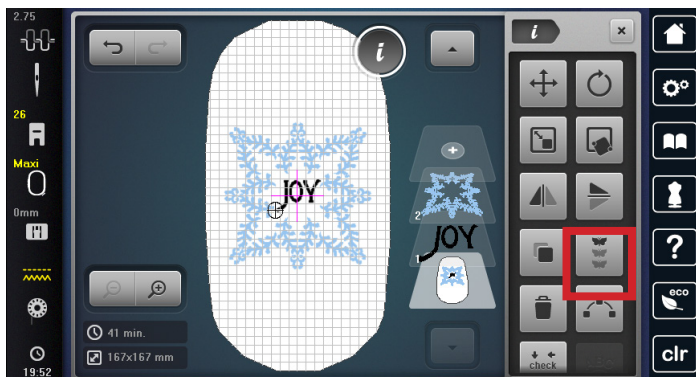 2.75
26
Maxi
0mm
19:52
i
JOY
41 min.
167x167 mm
2
JOY
1
i
×
check
?
eco
clr